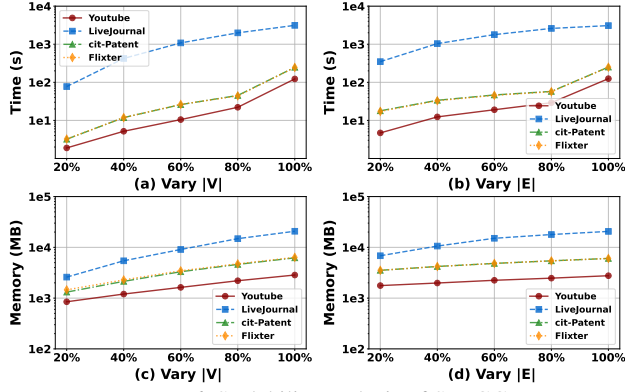 1e4
1e3
1e2
1e1
Time (s)
Youtube
LiveJournal
cit-Patent
Flixter
20% 40% 60% 80% 100%
(a) Vary |V|
1e4
1e3
1e2
1e1
Time (s)
Youtube
LiveJournal
cit-Patent
Flixter
20% 40% 60% 80% 100%
(b) Vary |E|
1e5
1e4
1e3
1e2
Memory (MB)
Youtube
LiveJournal
cit-Patent
Flixter
20% 40% 60% 80% 100%
(c) Vary |V|
1e5
1e4
1e3
1e2
Memory (MB)
Youtube
LiveJournal
cit-Patent
Flixter
20% 40% 60% 80% 100%
(d) Vary |E|